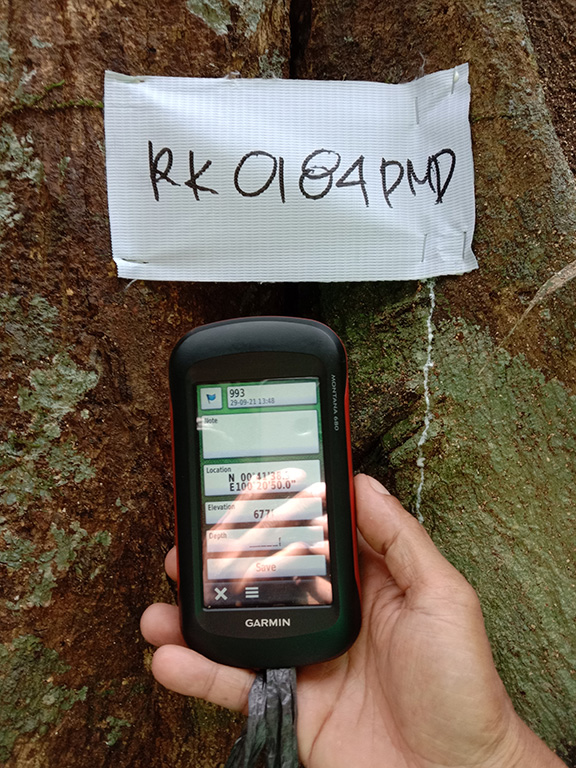 RK 0184 DMD
MONTANA 680
993
29-09-21 13:48
Note
Location
N 00°41'
E100°20'50.0"
Elevation
Depth
Save
GARMIN